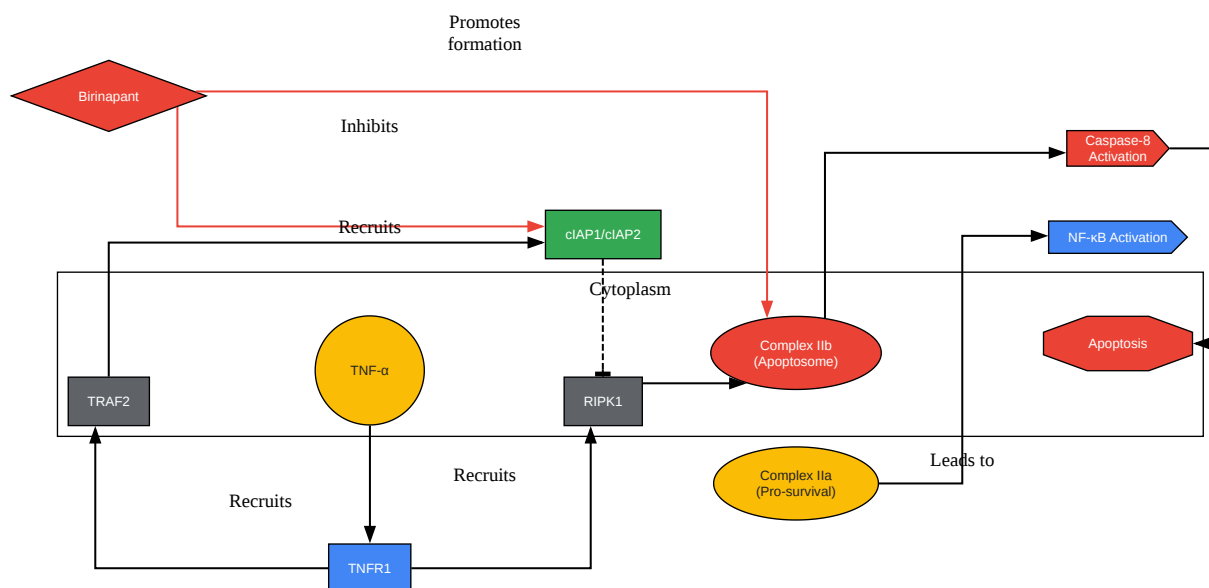 Promotes
formation
Birinapant
Inhibits
Caspase-8
Activation
Recruits
cIAP1/cIAP2
NF-κB Activation
Cytoplasm
Complex IIb
(Apoptosome)
Apoptosis
TNF-α
TRAF2
RIPK1
Leads to
Recruits
Complex IIa
(Pro-survival)
Recruits
TNFR1